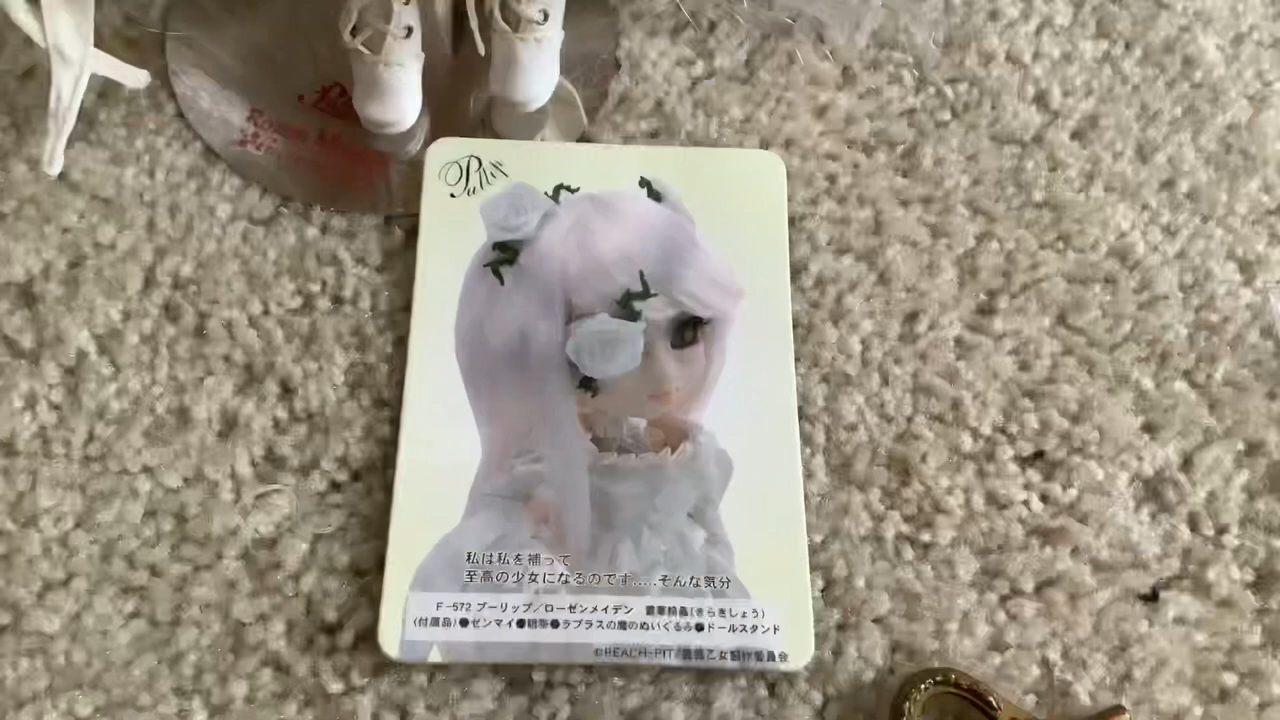 Pullip
私は私を補って
至高の少女になるのです.....そんな気分
F-572 プーリップ／ローゼンメイデン 雪華綺晶(きらきしょう)
(付属品)●ゼンマイ●眼帯●ラプラスの魔のぬいぐるみ●ドールスタンド
©PEACH-PIT 薔薇乙女製作委員会